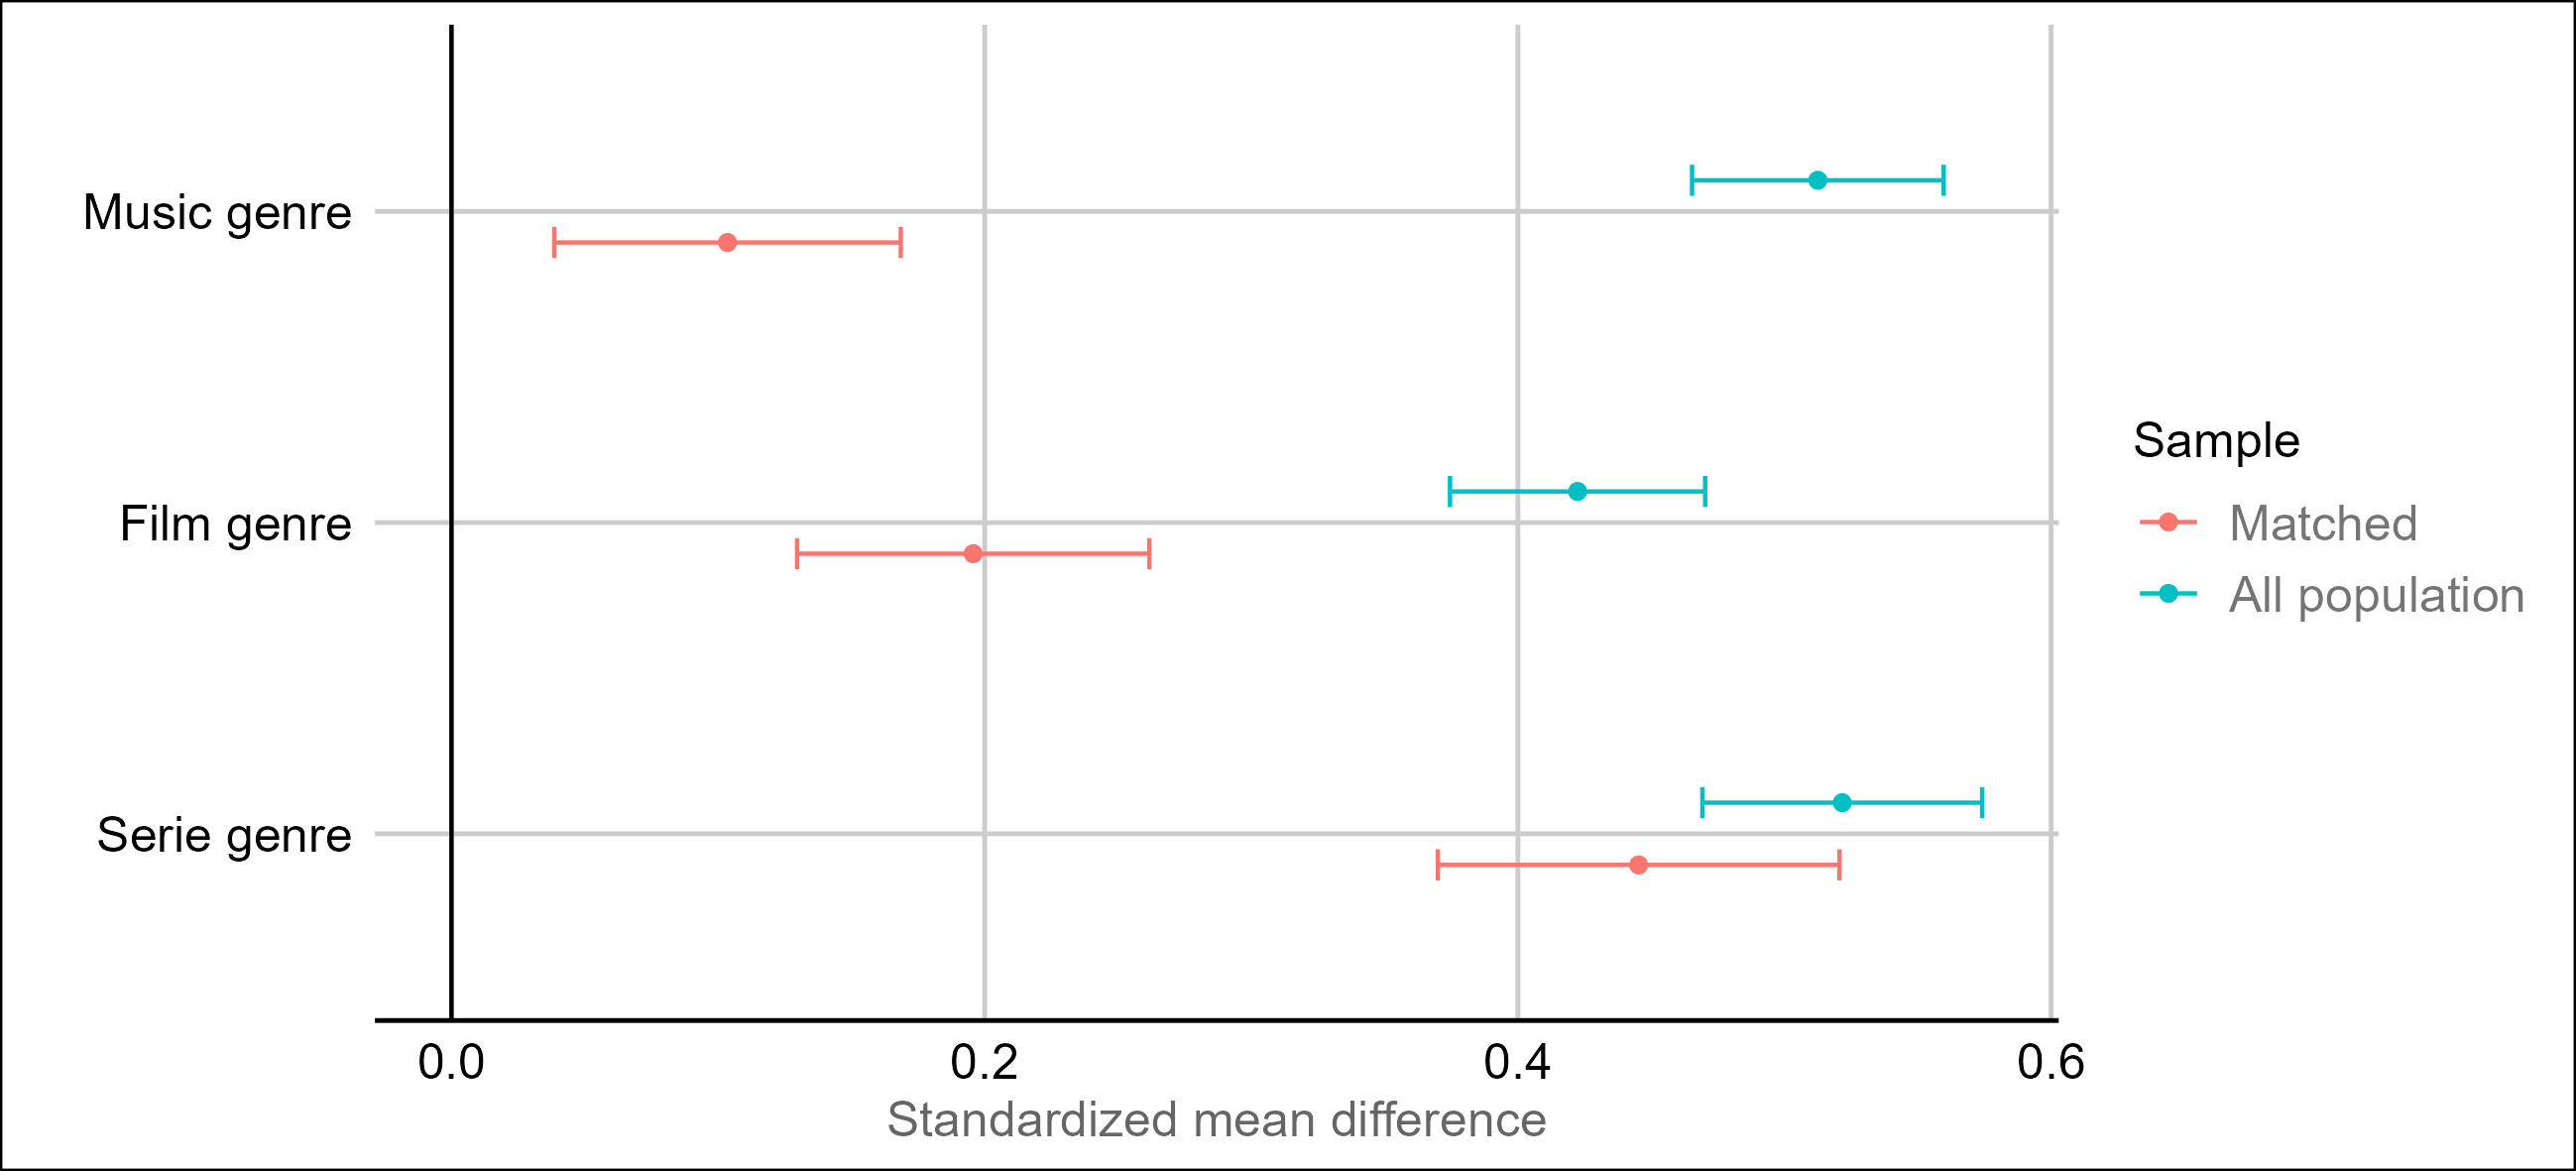 Music genre
Film genre
Serie genre
0.0
0.2
0.4
0.6
Standardized mean difference
Sample
Matched
All population